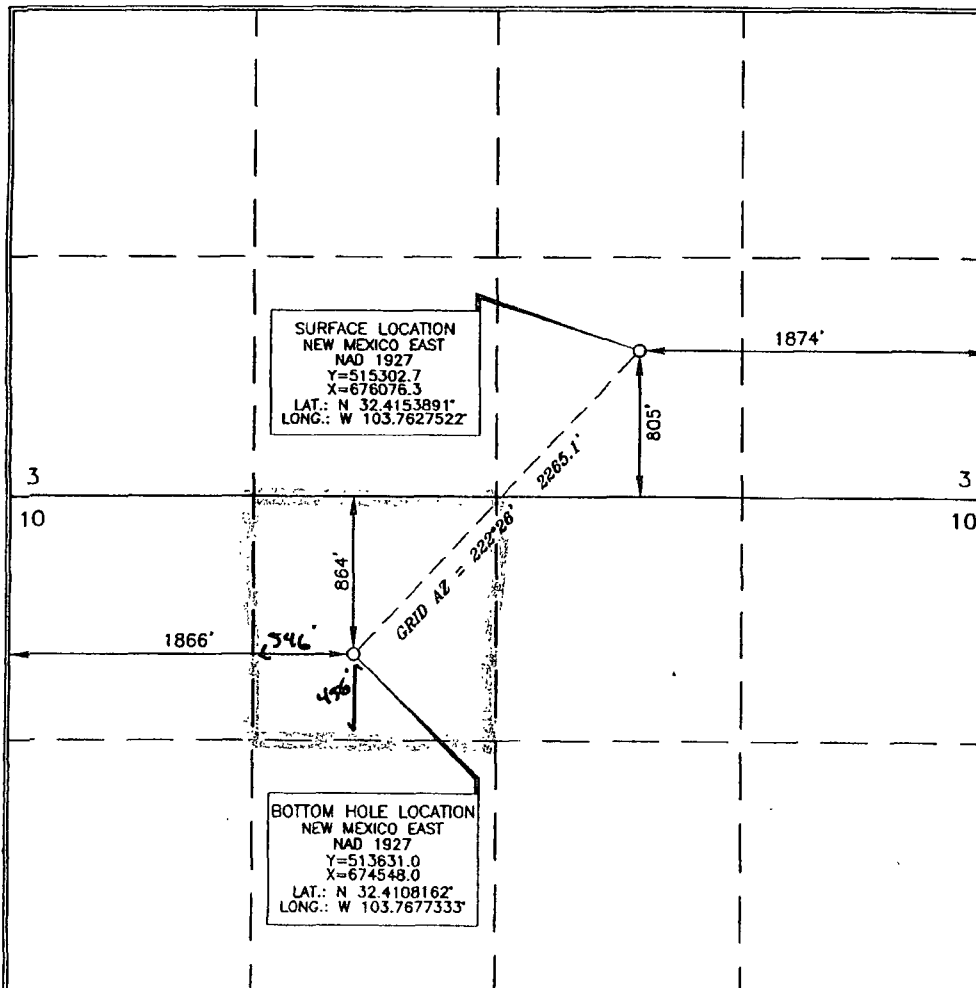 SURFACE LOCATION
NEW MEXICO EAST
NAD 1927
Y=515302.7
X=676076.3
LAT.: N 32.4153891°
LONG.: W 103.7627522°
1874'
805'
2265.1'
3
3
10
10
GRID AZ = 222°26'
864'
1866'
546'
456'
BOTTOM HOLE LOCATION
NEW MEXICO EAST
NAD 1927
Y=513631.0
X=674548.0
LAT.: N 32.4108162°
LONG.: W 103.7677333°